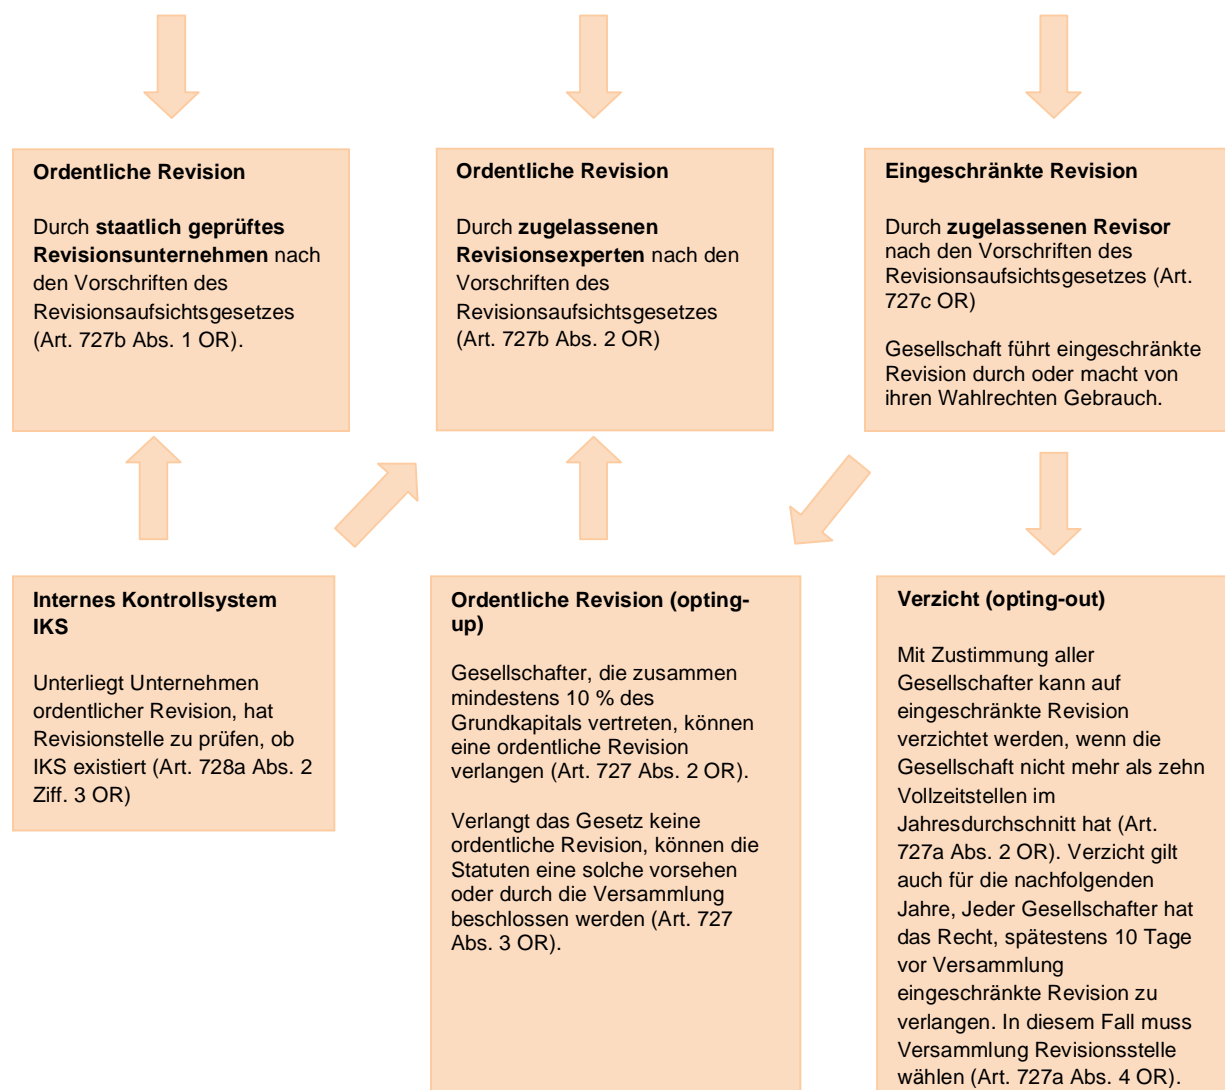 Ordentliche Revision
Durch staatlich geprüftes
Revisionsunternehmen nach
den Vorschriften des
Revisionsaufsichtsgesetzes
(Art. 727b Abs. 1 OR).
Ordentliche Revision
Durch zugelassenen
Revisionsexperten nach den
Vorschriften des
Revisionsaufsichtsgesetzes
(Art. 727b Abs. 2 OR)
Eingeschränkte Revision
Durch zugelassenen Revisor
nach den Vorschriften des
Revisionsaufsichtsgesetzes (Art.
727c OR)
Gesellschaft führt eingeschränkte
Revision durch oder macht von
ihren Wahlrechten Gebrauch.
Internes Kontrollsystem
IKS
Unterliegt Unternehmen
ordentlicher Revision, hat
Revisionstelle zu prüfen, ob
IKS existiert (Art. 728a Abs. 2
Ziff. 3 OR)
Ordentliche Revision (opting-
up)
Gesellschafter, die zusammen
mindestens 10 % des
Grundkapitals vertreten, können
eine ordentliche Revision
verlangen (Art. 727 Abs. 2 OR).
Verlangt das Gesetz keine
ordentliche Revision, können die
Statuten eine solche vorsehen
oder durch die Versammlung
beschlossen werden (Art. 727
Abs. 3 OR).
Verzicht (opting-out)
Mit Zustimmung aller
Gesellschafter kann auf
eingeschränkte Revision
verzichtet werden, wenn die
Gesellschaft nicht mehr als zehn
Vollzeitstellen im
Jahresdurchschnitt hat (Art.
727a Abs. 2 OR). Verzicht gilt
auch für die nachfolgenden
Jahre, Jeder Gesellschafter hat
das Recht, spätestens 10 Tage
vor Versammlung
eingeschränkte Revision zu
verlangen. In diesem Fall muss
Versammlung Revisionsstelle
wählen (Art. 727a Abs. 4 OR).